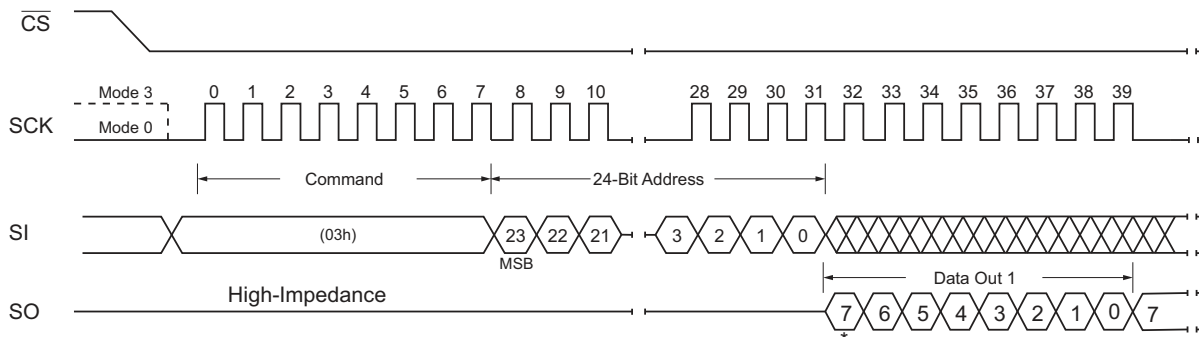 CS
Mode 3
Mode 0
SCK
0 1 2 3 4 5 6 7 8 9 10 28 29 30 31 32 33 34 35 36 37 38 39
Command
24-Bit Address
SI
(03h)
23 22 21 3 2 1 0
MSB
Data Out 1
High-Impedance
SO
7 6 5 4 3 2 1 0 7
*